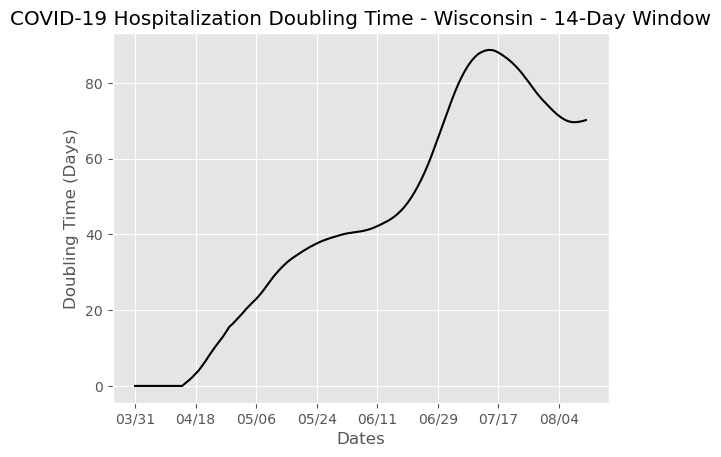 COVID-19 Hospitalization Doubling Time - Wisconsin - 14-Day Window
Doubling Time (Days)
80
60
40
20
0
03/31 04/18 05/06 05/24 06/11 06/29 07/17 08/04
Dates